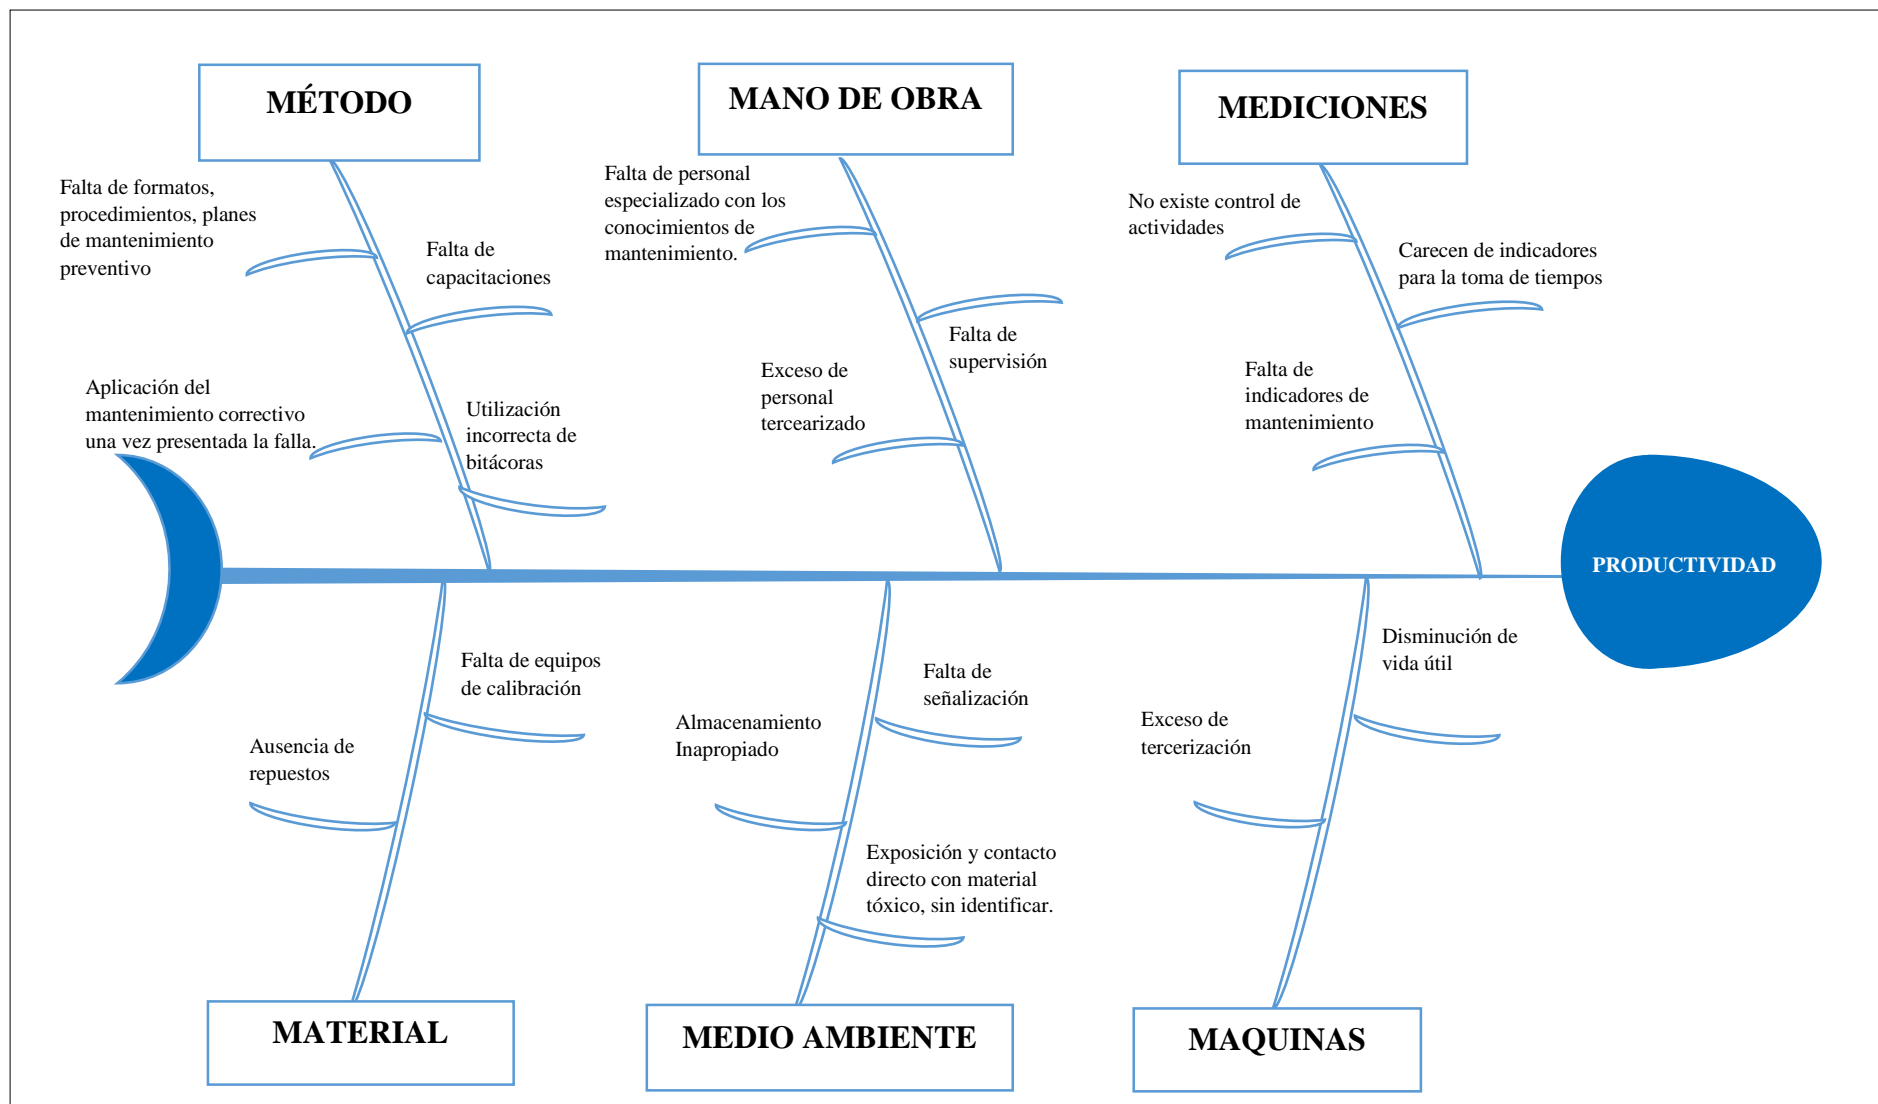 MÉTODO
Falta de formatos,
procedimientos, planes
de mantenimiento
preventivo
Falta de
capacitaciones
Aplicación del
mantenimiento correctivo
una vez presentada la falla.
Utilización
incorrecta de
bitácoras
MANO DE OBRA
Falta de personal
especializado con los
conocimientos de
mantenimiento.
Falta de
supervisión
Exceso de
personal
tercearizado
MEDICIONES
No existe control de
actividades
Carecen de indicadores
para la toma de tiempos
Falta de
indicadores de
mantenimiento
PRODUCTIVIDAD
Falta de equipos
de calibración
Ausencia de
repuestos
MATERIAL
Falta de
señalización
Almacenamiento
Inapropiado
Exposición y contacto
directo con material
tóxico, sin identificar.
MEDIO AMBIENTE
Disminución de
vida útil
Exceso de
tercerización
MAQUINAS